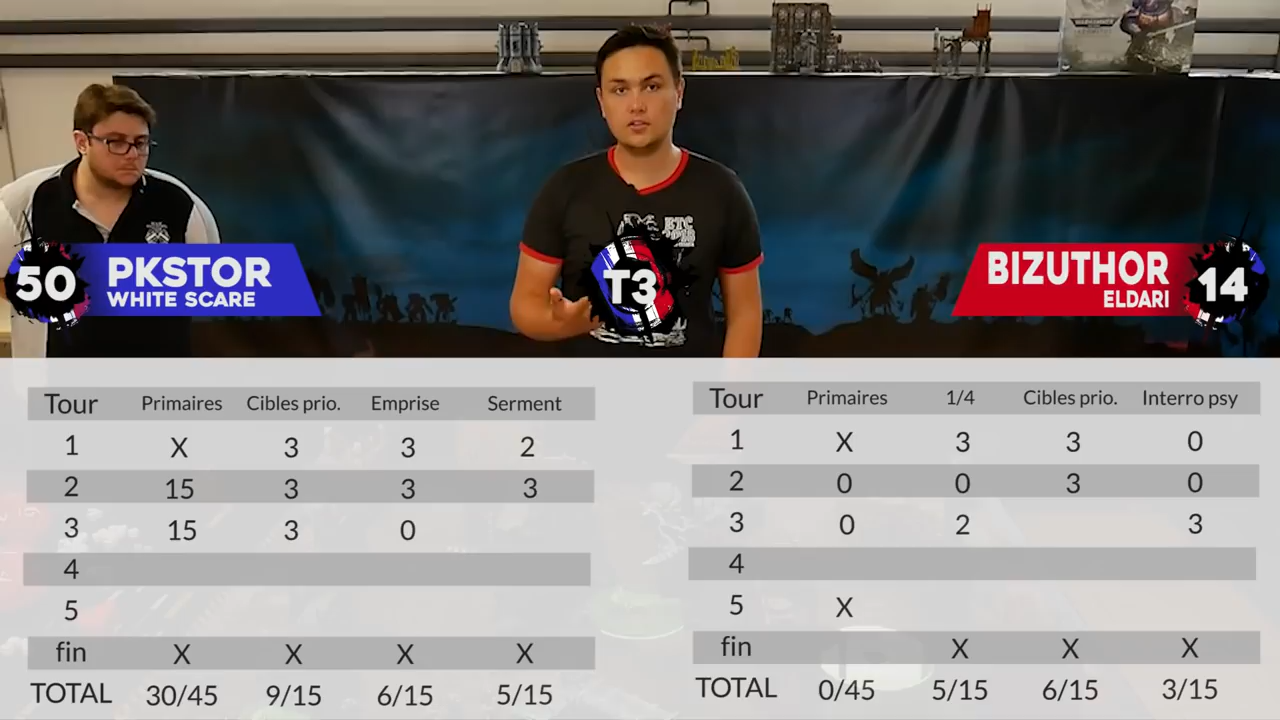 50
PKSTOR
WHITE SCARE
ETC
T3
BIZUTHOR
ELDARI
14
Tour Primaires Cibles prio. Emprise Serment
1 X 3 3 2
2 15 3 3 3
3 15 3 0
4
5
fin X X X X
TOTAL 30/45 9/15 6/15 5/15
Tour Primaires 1/4 Cibles prio. Interro psy
1 X 3 3 0
2 0 0 3 0
3 0 2 3
4
5 X
fin X X X
TOTAL 0/45 5/15 6/15 3/15